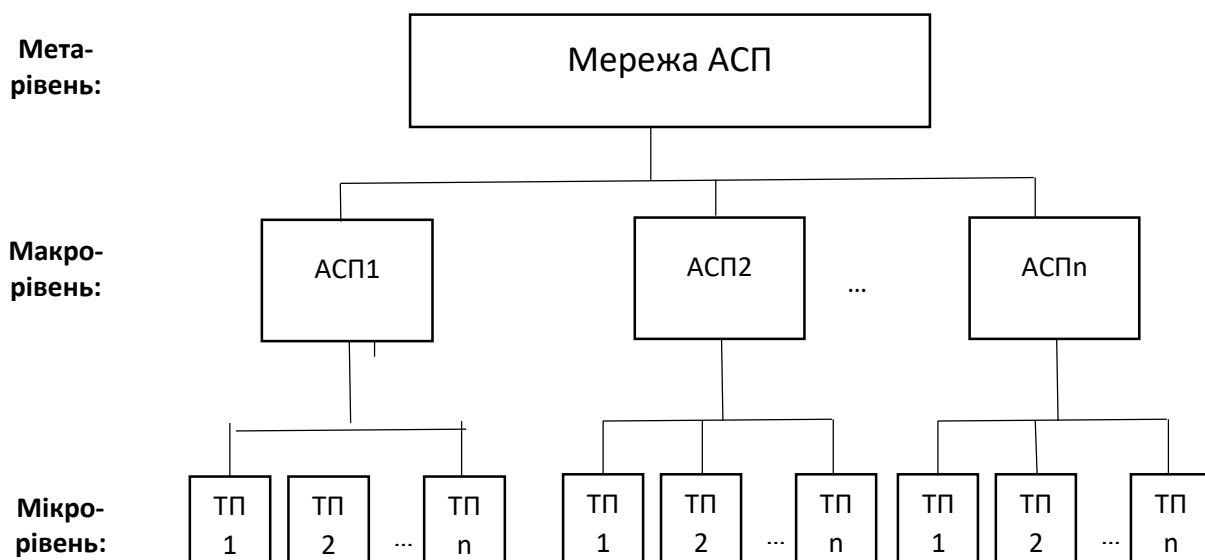 Мета-
рівень:
Мережа АСП
Макро-
рівень:
АСП1
АСП2
...
АСПn
Мікро-
рівень:
ТП
1
ТП
2
...
ТП
n
ТП
1
ТП
2
...
ТП
n
ТП
1
ТП
2
...
ТП
n